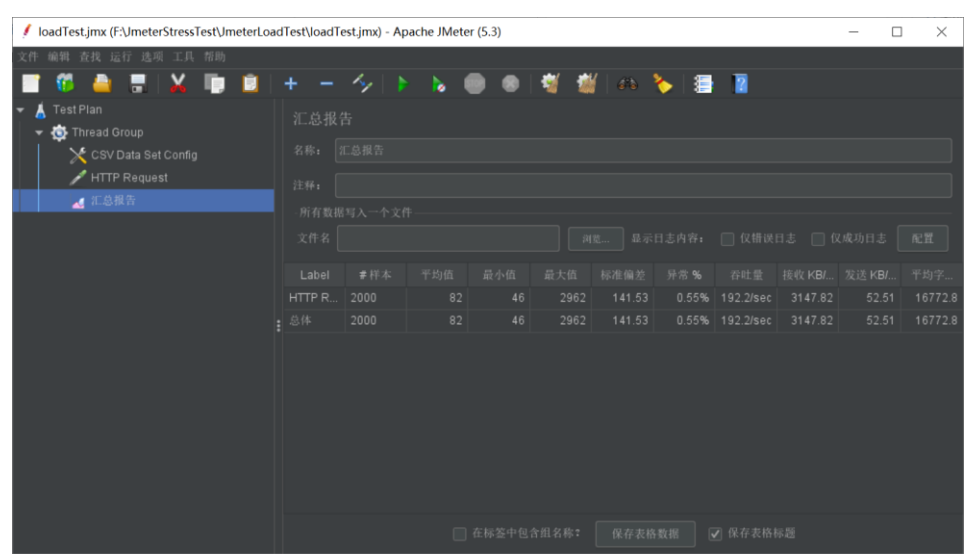 loadTest.jmx (F:\JmeterStressTest\JmeterLoadTest\loadTest.jmx) - Apache JMeter (5.3)
文件 编辑 查找 运行 选项 工具 帮助
Test Plan
Thread Group
CSV Data Set Config
HTTP Request
汇总报告
汇总报告
名称： 汇总报告
注释：
所有数据写入一个文件
文件名 浏览... 显示日志内容： 仅错误日志 仅成功日志 配置
Label # 样本 平均值 最小值 最大值 标准偏差 异常 % 吞吐量 接收 KB/... 发送 KB/... 平均字...
HTTP R... 2000 82 46 2962 141.53 0.55% 192.2/sec 3147.82 52.51 16772.8
总体 2000 82 46 2962 141.53 0.55% 192.2/sec 3147.82 52.51 16772.8
在标签中包含组名称？ 保存表格数据 保存表格标题